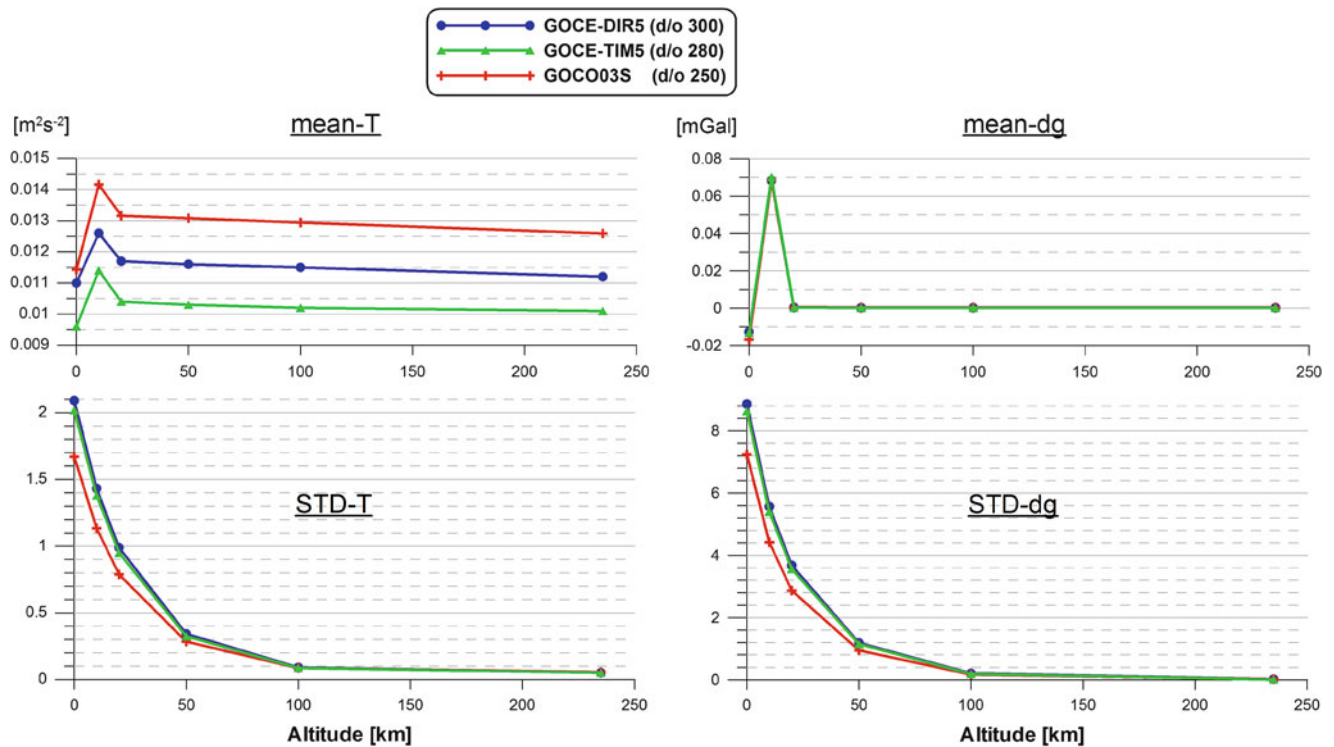 GOCE-DIR5 (d/o 300)
GOCE-TIM5 (d/o 280)
GOCO03S (d/o 250)
[m²s⁻²]
mean-T
0.015
0.014
0.013
0.012
0.011
0.01
0.009
0 50 100 150 200 250
[mGal]
mean-dg
0.08
0.06
0.04
0.02
0
-0.02
0 50 100 150 200 250
STD-T
2
1.5
1
0.5
0
0 50 100 150 200 250
Altitude [km]
STD-dg
8
6
4
2
0
0 50 100 150 200 250
Altitude [km]